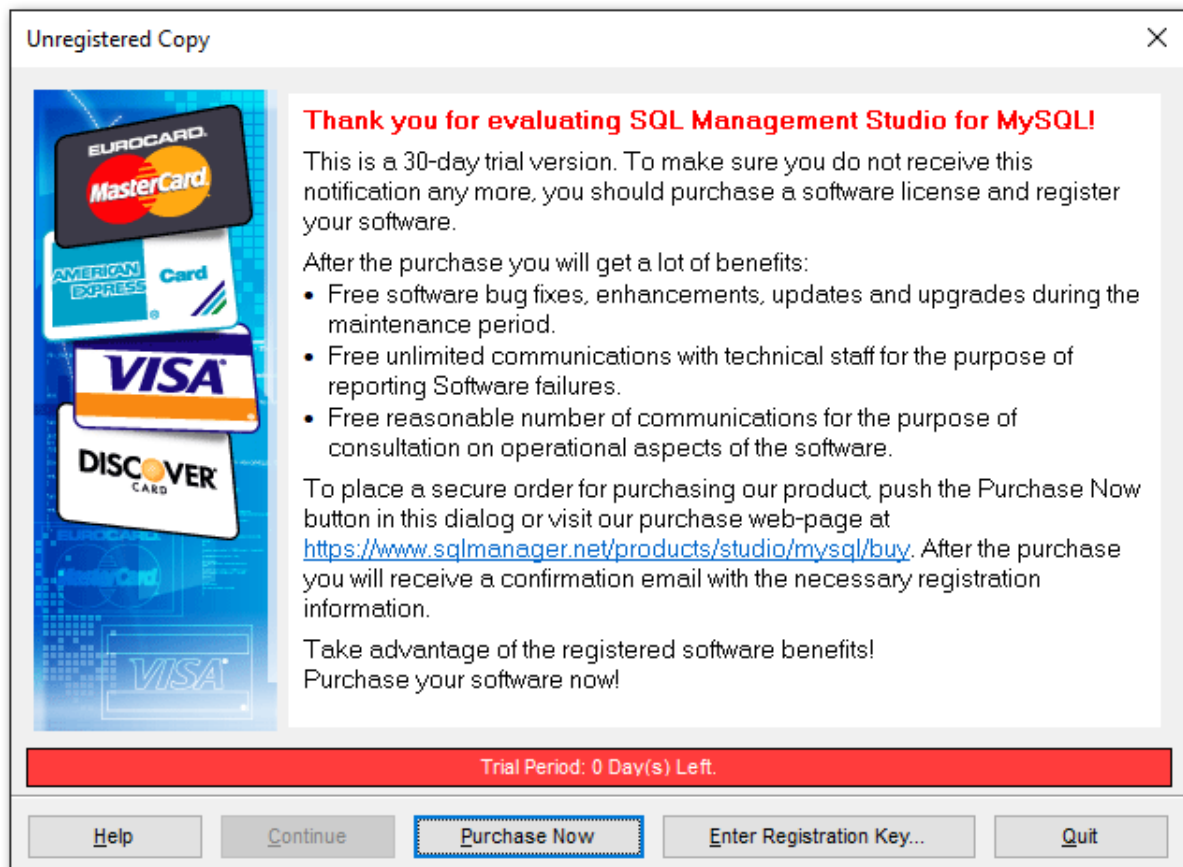 Unregistered Copy
EUROCARD.
MasterCard.
AMERICAN EXPRESS
Card
VISA
DISCOVER
CARD
EUROCARD.
MasterCard
VISA
Thank you for evaluating SQL Management Studio for MySQL!
This is a 30-day trial version. To make sure you do not receive this
notification any more, you should purchase a software license and register
your software.
After the purchase you will get a lot of benefits:
• Free software bug fixes, enhancements, updates and upgrades during the
maintenance period.
• Free unlimited communications with technical staff for the purpose of
reporting Software failures.
• Free reasonable number of communications for the purpose of
consultation on operational aspects of the software.
To place a secure order for purchasing our product, push the Purchase Now
button in this dialog or visit our purchase web-page at
https://www.sqlmanager.net/products/studio/mysql/buy. After the purchase
you will receive a confirmation email with the necessary registration
information.
Take advantage of the registered software benefits!
Purchase your software now!
Trial Period: 0 Day(s) Left.
Help
Continue
Purchase Now
Enter Registration Key...
Quit